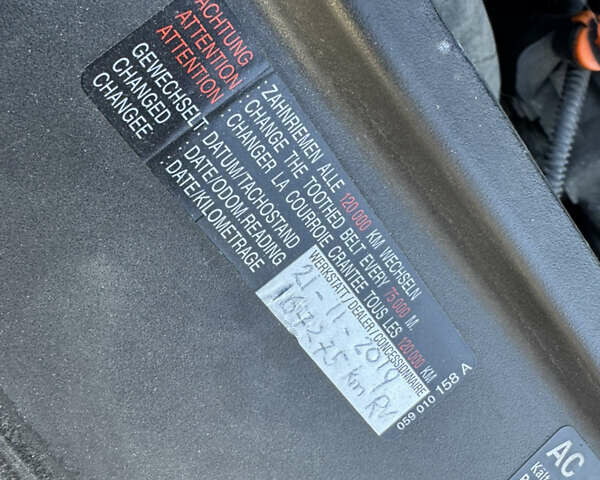 ACHTUNG : ZAHNRIEMEN ALLE 120 000 KM WECHSELN
ATTENTION : CHANGE THE TOOTHED BELT EVERY 75 000 M.
ATTENTION : CHANGER LA COURROIE CRANTEE TOUS LES 120 000 KM
GEWECHSELT: DATUM/TACHOSTAND WERKSTATT/DEALER/CONCESSIONNAIRE
CHANGED : DATE/ODOM.READING
CHANGEE : DATE/KILOMETRAGE
21-11-2019
km RV
059 010 158 A
AC
Kält